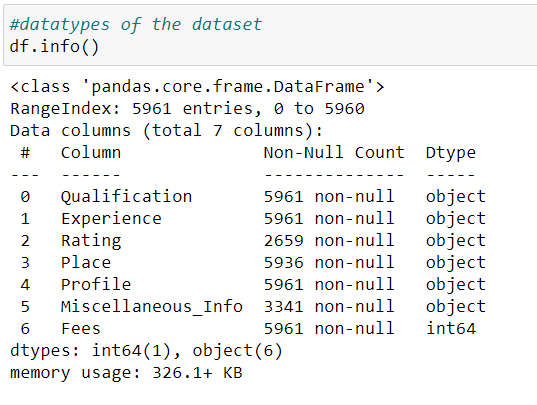 #datatypes of the dataset
df.info()
<class 'pandas.core.frame.DataFrame'>
RangeIndex: 5961 entries, 0 to 5960
Data columns (total 7 columns):
 #   Column              Non-Null Count  Dtype
---  ------              --------------  -----
 0   Qualification       5961 non-null   object
 1   Experience          5961 non-null   object
 2   Rating              2659 non-null   object
 3   Place               5936 non-null   object
 4   Profile             5961 non-null   object
 5   Miscellaneous_Info  3341 non-null   object
 6   Fees                5961 non-null   int64
dtypes: int64(1), object(6)
memory usage: 326.1+ KB